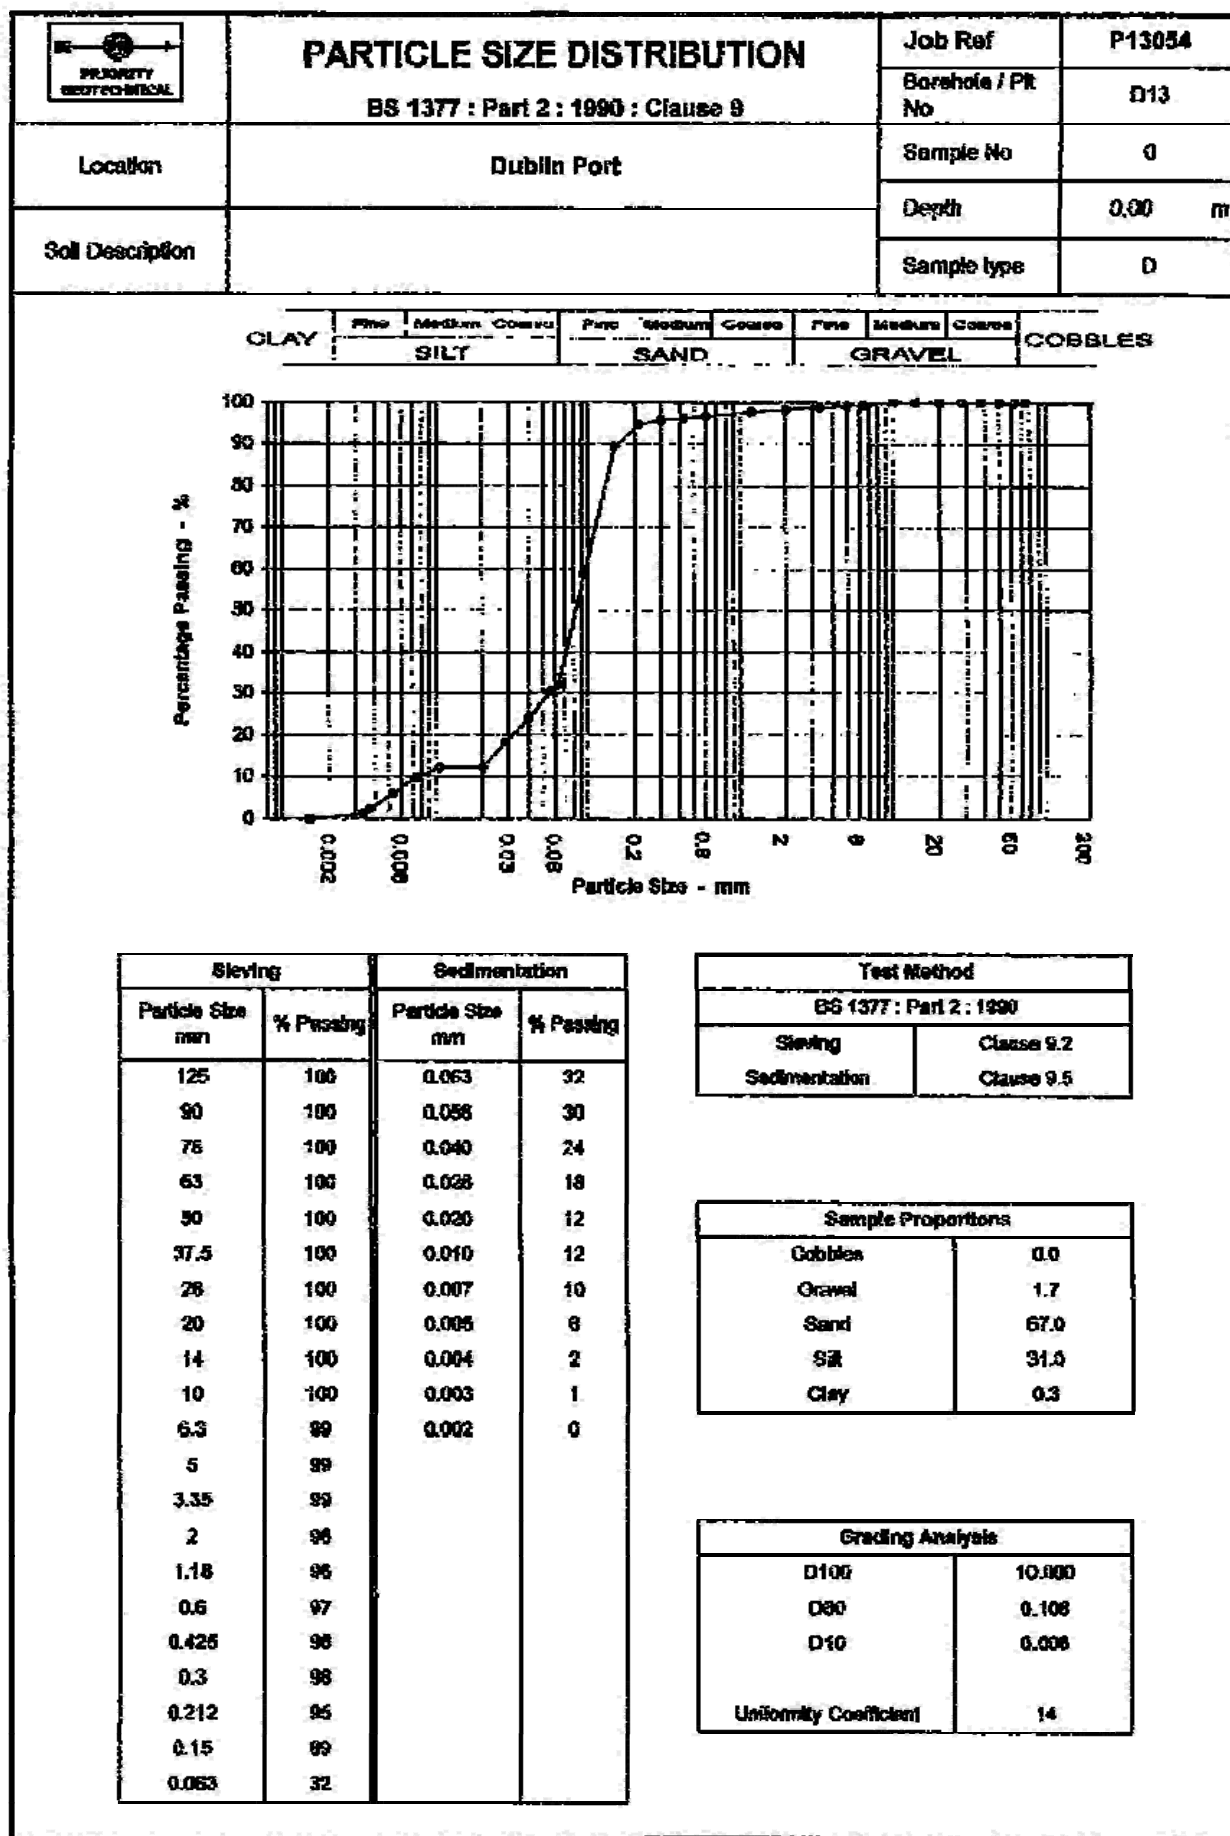 PRIORITY
GEOTECHNICAL
PARTICLE SIZE DISTRIBUTION
BS 1377 : Part 2 : 1990 : Clause 9
Job Ref P13054
Borehole / Pit No D13
Location Dublin Port
Sample No 0
Depth 0.00 m
Soil Description
Sample type D
CLAY Fine Medium Coarse Fine Medium Coarse Fine Medium Coarse COBBLES
SILT SAND GRAVEL
Percentage Passing - %
100
90
80
70
60
50
40
30
20
10
0
0.002 0.006 0.03 0.06 0.2 0.6 2 6 20 60 200
Particle Size - mm
Sieving Sedimentation
Particle Size mm % Passing Particle Size mm % Passing
125 100 0.063 32
90 100 0.056 30
75 100 0.040 24
63 100 0.028 18
50 100 0.020 12
37.5 100 0.010 12
28 100 0.007 10
20 100 0.005 6
14 100 0.004 2
10 100 0.003 1
6.3 99 0.002 0
5 99
3.35 99
2 98
1.18 98
0.6 97
0.425 96
0.3 96
0.212 95
0.15 89
0.063 32
Test Method
BS 1377 : Part 2 : 1990
Sieving Clause 9.2
Sedimentation Clause 9.5
Sample Proportions
Cobbles 0.0
Gravel 1.7
Sand 67.0
Silt 31.0
Clay 0.3
Grading Analysis
D100 10.000
D60 0.106
D10
Uniformity Coefficient 14